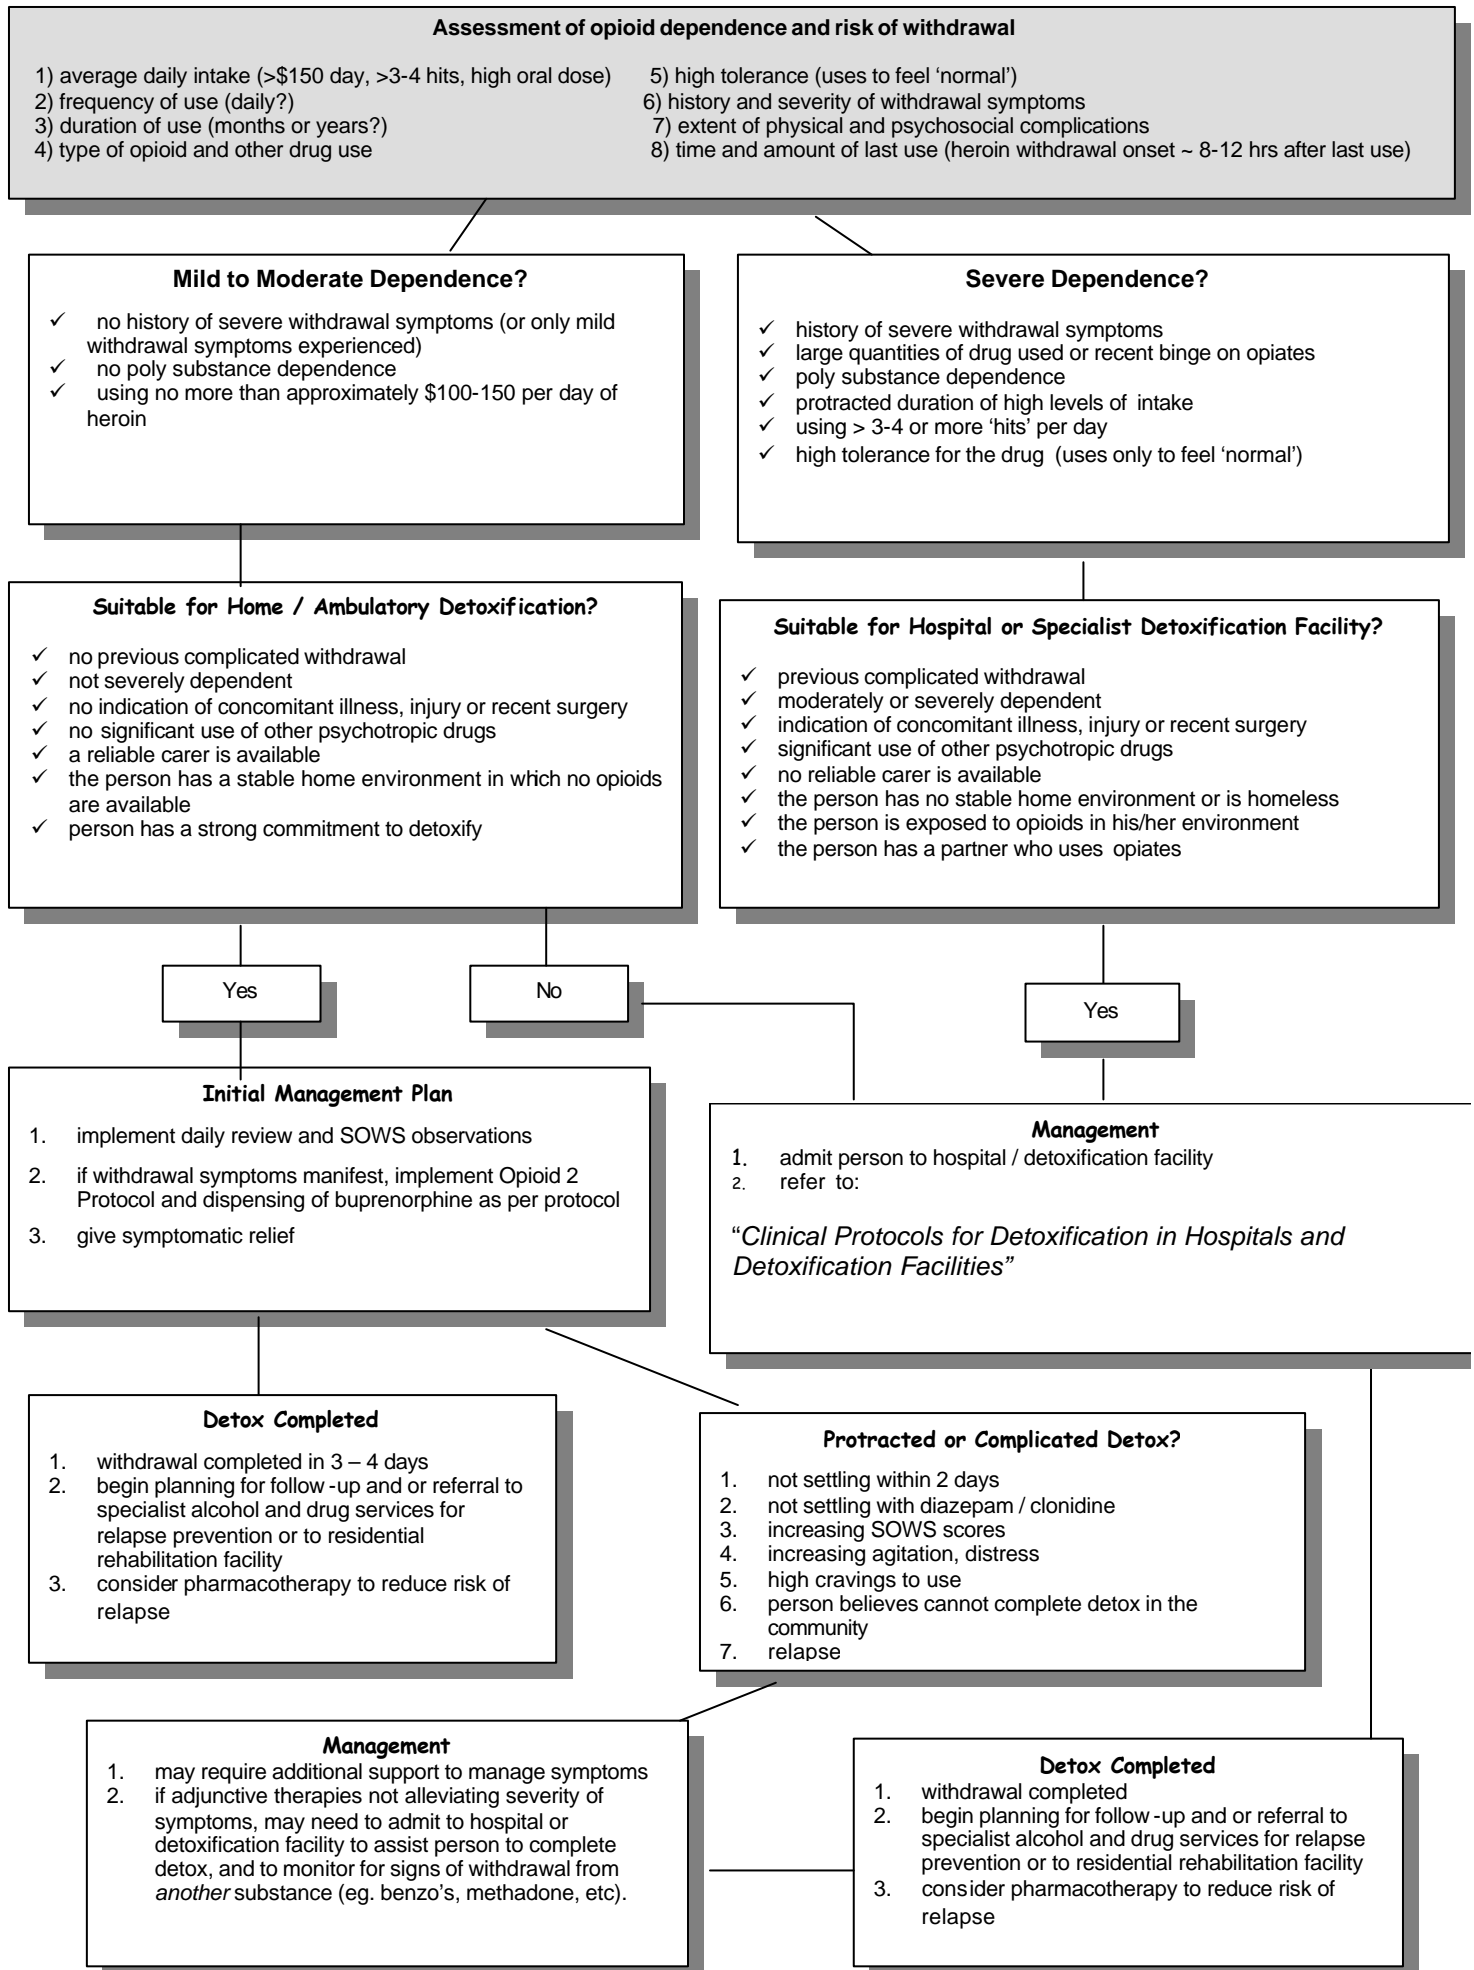 Assessment of opioid dependence and risk of withdrawal
1) average daily intake (>$150 day, >3-4 hits, high oral dose)
2) frequency of use (daily?)
3) duration of use (months or years?)
4) type of opioid and other drug use
5) high tolerance (uses to feel ‘normal’)
6) history and severity of withdrawal symptoms
7) extent of physical and psychosocial complications
8) time and amount of last use (heroin withdrawal onset ~ 8-12 hrs after last use)
Mild to Moderate Dependence?
✓ no history of severe withdrawal symptoms (or only mild
withdrawal symptoms experienced)
✓ no poly substance dependence
✓ using no more than approximately $100-150 per day of
heroin
Severe Dependence?
✓ history of severe withdrawal symptoms
✓ large quantities of drug used or recent binge on opiates
✓ poly substance dependence
✓ protracted duration of high levels of intake
✓ using > 3-4 or more ‘hits’ per day
✓ high tolerance for the drug (uses only to feel ‘normal’)
Suitable for Home / Ambulatory Detoxification?
✓ no previous complicated withdrawal
✓ not severely dependent
✓ no indication of concomitant illness, injury or recent surgery
✓ no significant use of other psychotropic drugs
✓ a reliable carer is available
✓ the person has a stable home environment in which no opioids
are available
✓ person has a strong commitment to detoxify
Suitable for Hospital or Specialist Detoxification Facility?
✓ previous complicated withdrawal
✓ moderately or severely dependent
✓ indication of concomitant illness, injury or recent surgery
✓ significant use of other psychotropic drugs
✓ no reliable carer is available
✓ the person has no stable home environment or is homeless
✓ the person is exposed to opioids in his/her environment
✓ the person has a partner who uses opiates
Yes
No
Yes
Initial Management Plan
1. implement daily review and SOWS observations
2. if withdrawal symptoms manifest, implement Opioid 2
Protocol and dispensing of buprenorphine as per protocol
3. give symptomatic relief
Management
1. admit person to hospital / detoxification facility
2. refer to:
“Clinical Protocols for Detoxification in Hospitals and
Detoxification Facilities”
Detox Completed
1. withdrawal completed in 3 – 4 days
2. begin planning for follow-up and or referral to
specialist alcohol and drug services for
relapse prevention or to residential
rehabilitation facility
3. consider pharmacotherapy to reduce risk of
relapse
Protracted or Complicated Detox?
1. not settling within 2 days
2. not settling with diazepam / clonidine
3. increasing SOWS scores
4. increasing agitation, distress
5. high cravings to use
6. person believes cannot complete detox in the
community
7. relapse
Management
1. may require additional support to manage symptoms
2. if adjunctive therapies not alleviating severity of
symptoms, may need to admit to hospital or
detoxification facility to assist person to complete
detox, and to monitor for signs of withdrawal from
another substance (eg. benzo’s, methadone, etc).
Detox Completed
1. withdrawal completed
2. begin planning for follow-up and or referral to
specialist alcohol and drug services for relapse
prevention or to residential rehabilitation facility
3. consider pharmacotherapy to reduce risk of
relapse